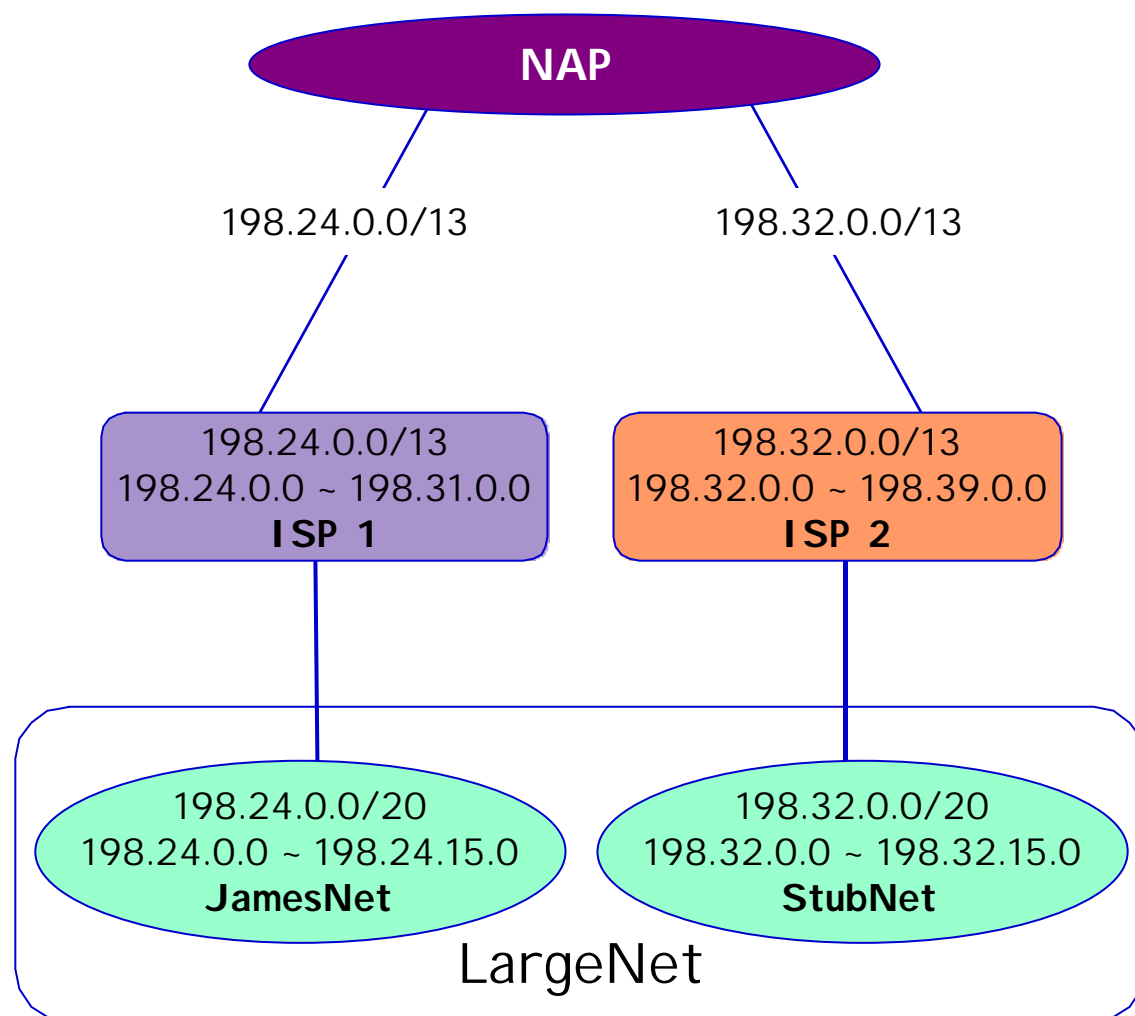 NAP
198.24.0.0/13
198.32.0.0/13
198.24.0.0/13
198.24.0.0 ~ 198.31.0.0
ISP 1
198.32.0.0/13
198.32.0.0 ~ 198.39.0.0
ISP 2
198.24.0.0/20
198.24.0.0 ~ 198.24.15.0
JamesNet
198.32.0.0/20
198.32.0.0 ~ 198.32.15.0
StubNet
LargeNet